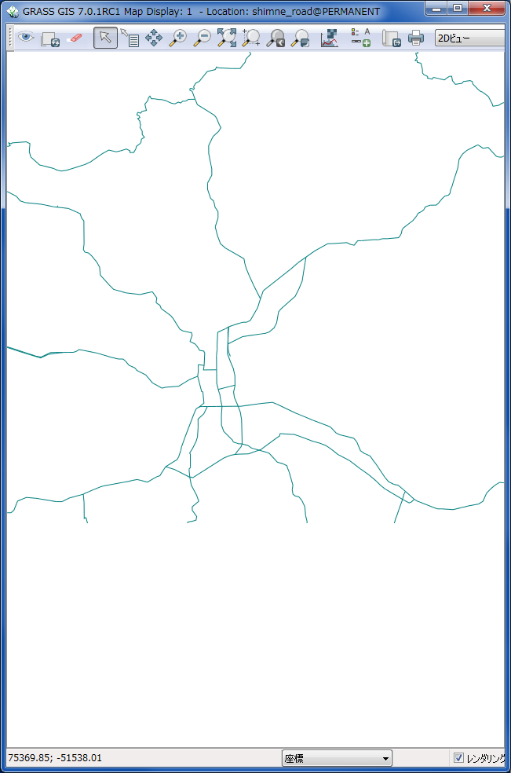 GRASS GIS 7.0.1RC1 Map Display: 1 - Location: shimne_road@PERMANENT
2Dビュー
75369.85; -51538.01
座標
レンダリング